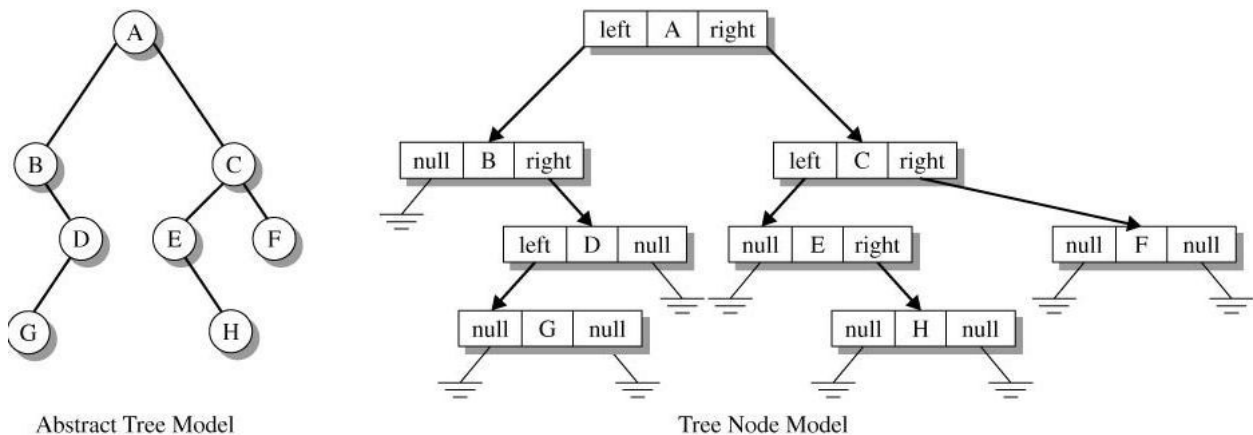 A
B
C
D
E
F
G
H
Abstract Tree Model
left A right
null B right
left C right
left D null
null E right
null F null
null G null
null H null
Tree Node Model